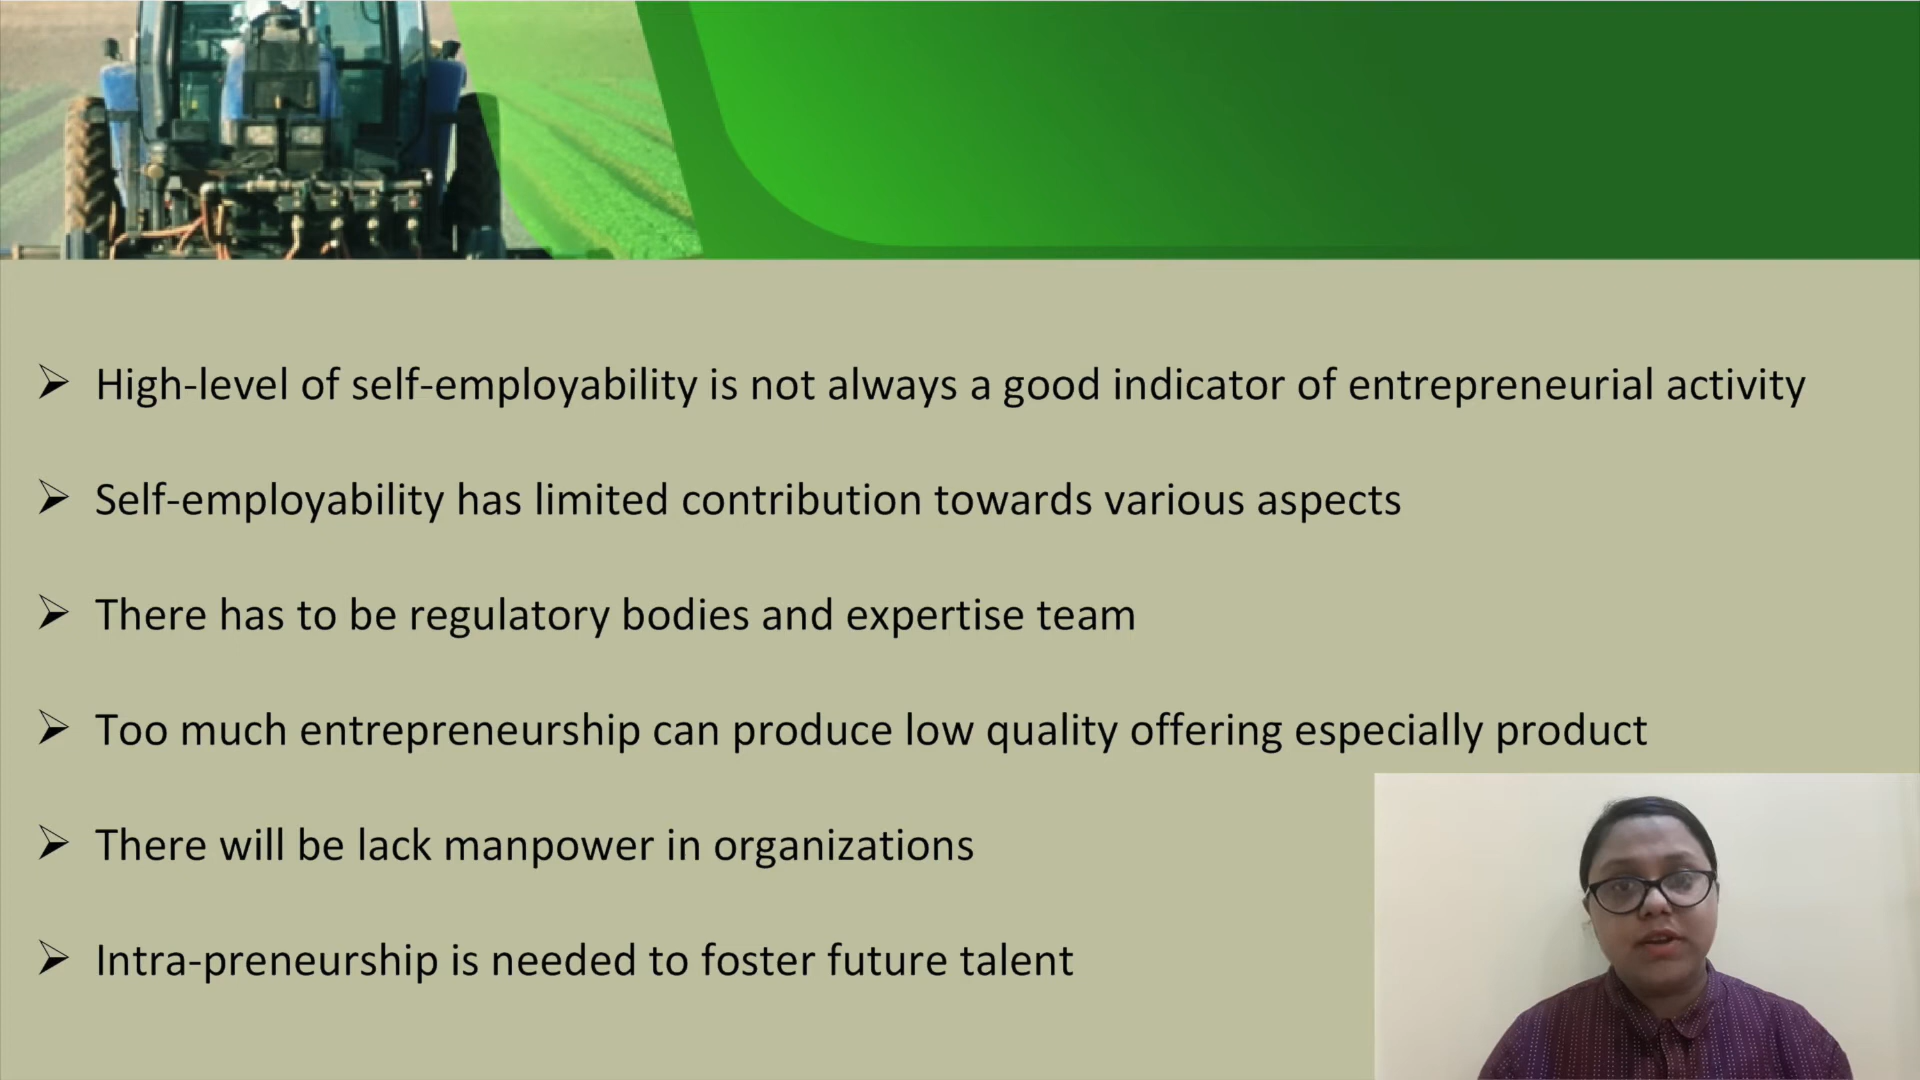 High-level of self-employability is not always a good indicator of entrepreneurial activity
Self-employability has limited contribution towards various aspects
There has to be regulatory bodies and expertise team
Too much entrepreneurship can produce low quality offering especially product
There will be lack manpower in organizations
Intra-preneurship is needed to foster future talent